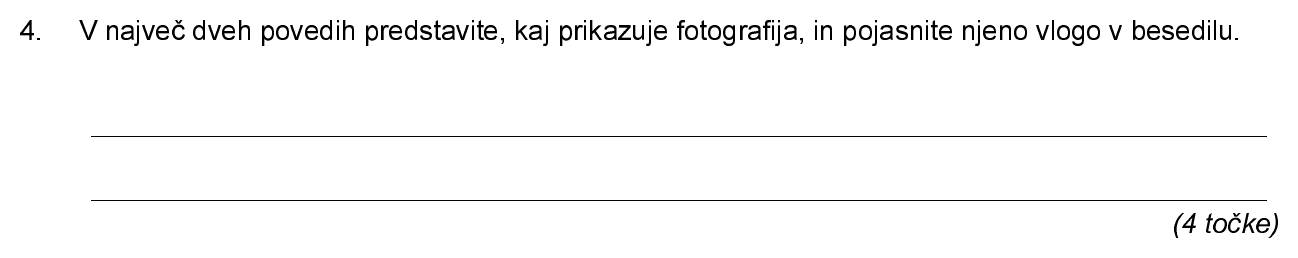 4. V največ dveh povedih predstavite, kaj prikazuje fotografija, in pojasnite njeno vlogo v besedilu.
(4 točke)